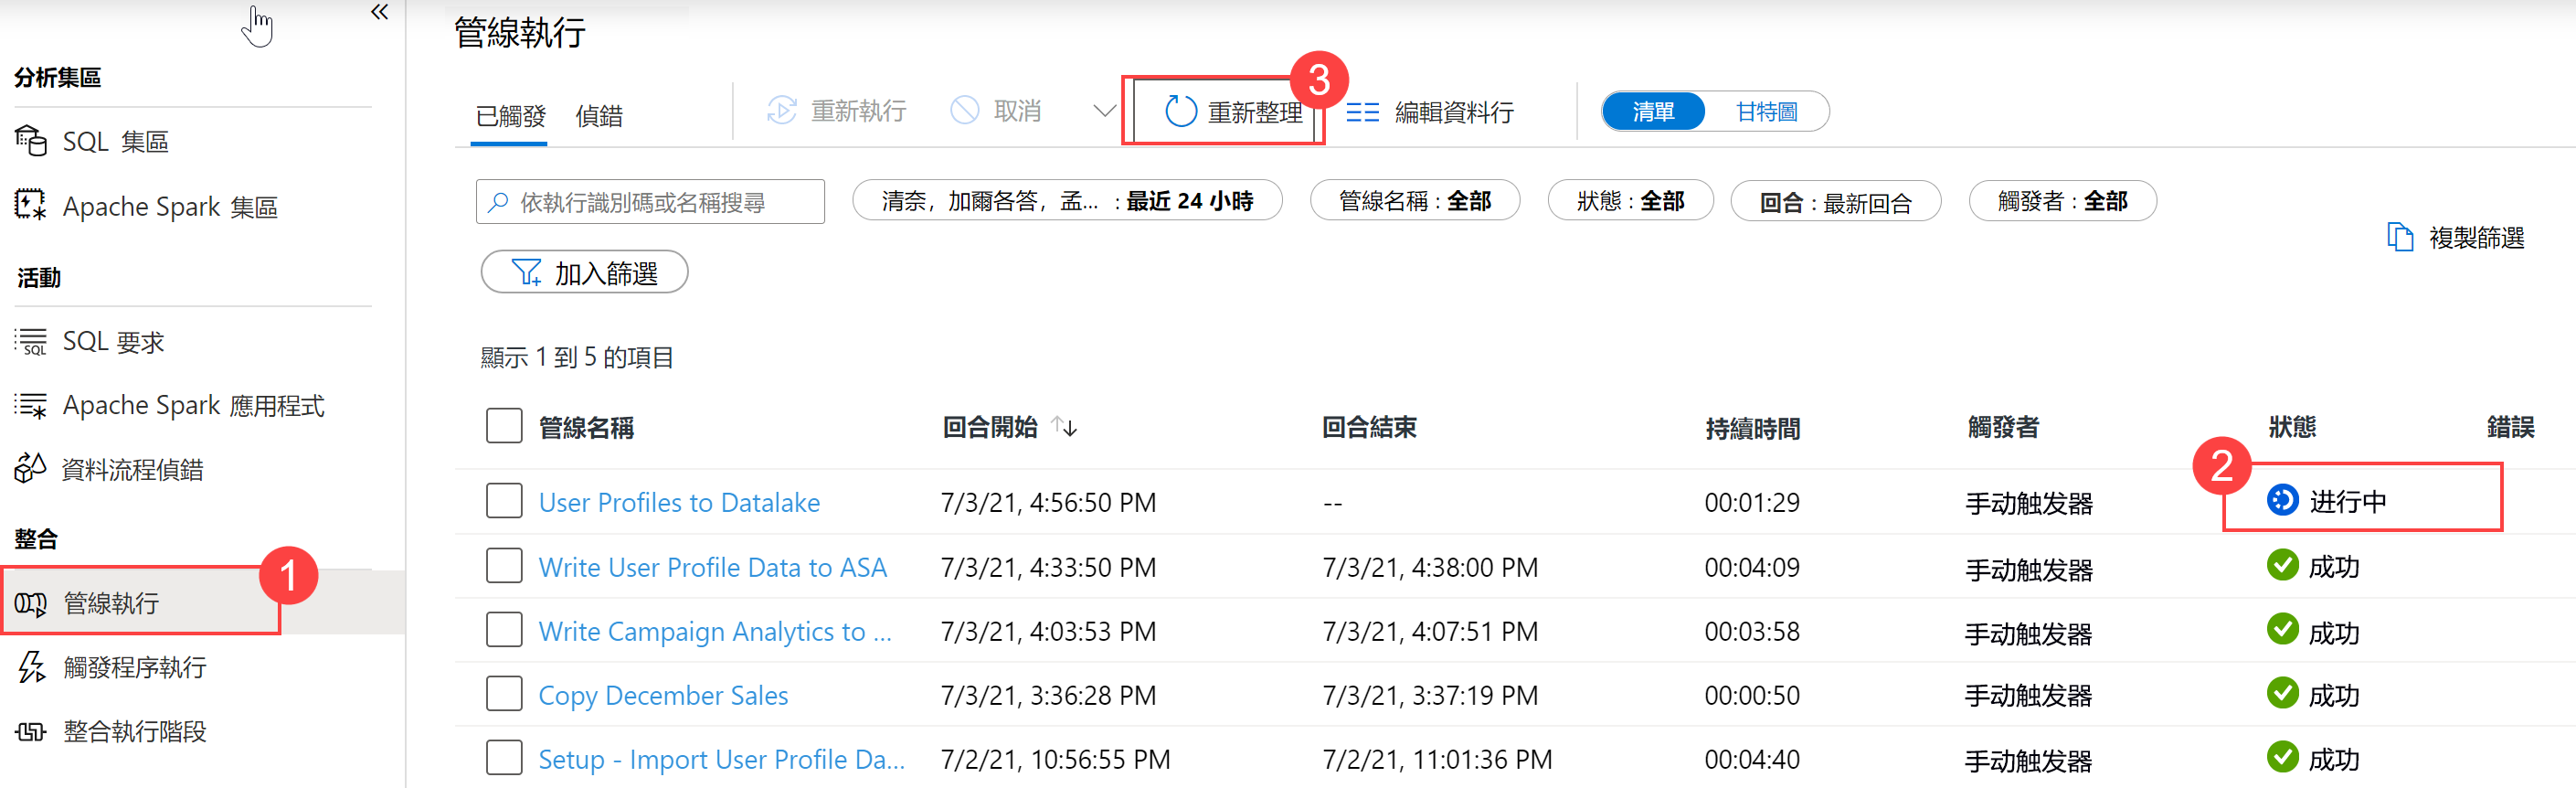 分析集區
SQL 集區
Apache Spark 集區
活動
SQL 要求
Apache Spark 應用程式
資料流程偵錯
整合
管線執行
1
觸發程序執行
整合執行階段
管線執行
已觸發 偵錯 重新執行 取消 重新整理 3 編輯資料行 清單 甘特圖
依執行識別碼或名稱搜尋 清奈，加爾各答，孟... : 最近 24 小時 管線名稱 : 全部 狀態 : 全部 回合 : 最新回合 觸發者 : 全部
複製篩選
加入篩選
顯示 1 到 5 的項目
管線名稱 回合開始 回合結束 持續時間 觸發者 狀態 錯誤
2
User Profiles to Datalake 7/3/21, 4:56:50 PM -- 00:01:29 手动触发器 进行中
Write User Profile Data to ASA 7/3/21, 4:33:50 PM 7/3/21, 4:38:00 PM 00:04:09 手动触发器 成功
Write Campaign Analytics to ... 7/3/21, 4:03:53 PM 7/3/21, 4:07:51 PM 00:03:58 手动触发器 成功
Copy December Sales 7/3/21, 3:36:28 PM 7/3/21, 3:37:19 PM 00:00:50 手动触发器 成功
Setup - Import User Profile Da... 7/2/21, 10:56:55 PM 7/2/21, 11:01:36 PM 00:04:40 手动触发器 成功